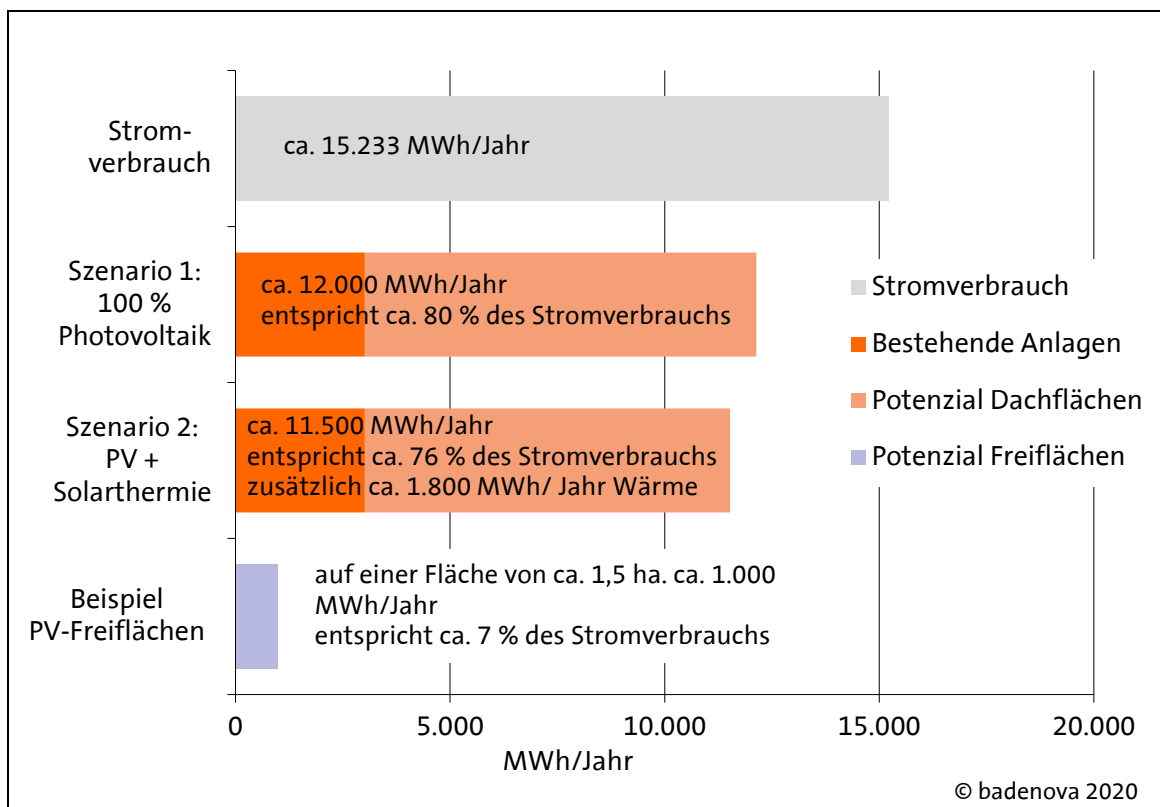 Strom-
verbrauch
ca. 15.233 MWh/Jahr
Szenario 1:
100 %
Photovoltaik
ca. 12.000 MWh/Jahr
entspricht ca. 80 % des Stromverbrauchs
Szenario 2:
PV +
Solarthermie
ca. 11.500 MWh/Jahr
entspricht ca. 76 % des Stromverbrauchs
zusätzlich ca. 1.800 MWh/ Jahr Wärme
Beispiel
PV-Freiflächen
auf einer Fläche von ca. 1,5 ha. ca. 1.000
MWh/Jahr
entspricht ca. 7 % des Stromverbrauchs
Stromverbrauch
Bestehende Anlagen
Potenzial Dachflächen
Potenzial Freiflächen
0 5.000 10.000 15.000 20.000
MWh/Jahr
© badenova 2020